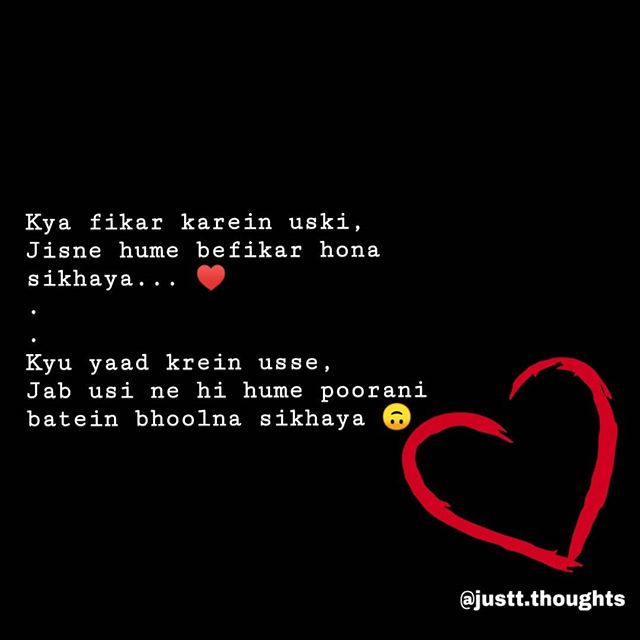 Kya fikar karein uski,
Jisne hume befikar hona
sikhaya... ♥️
.
.
Kyu yaad krein usse,
Jab usi ne hi hume poorani
batein bhoolna sikhaya 🙃
@justt.thoughts